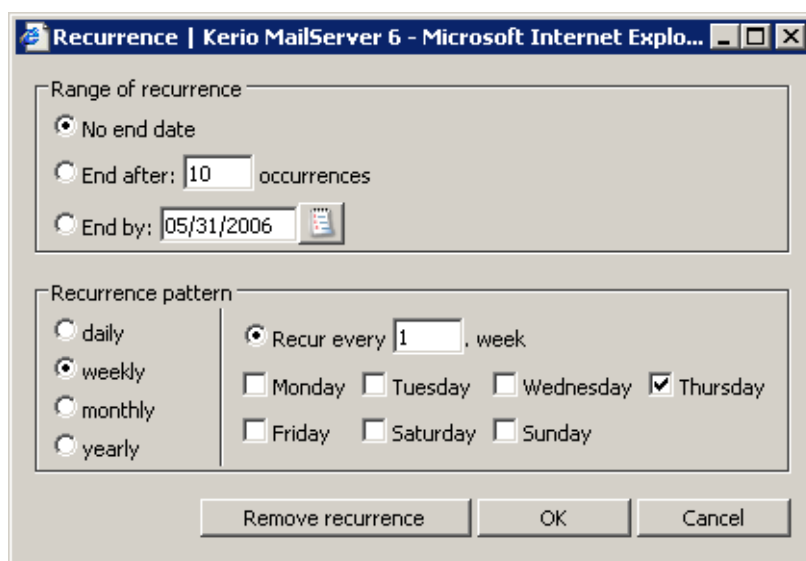 Recurrence | Kerio MailServer 6 - Microsoft Internet Explo...
Range of recurrence
No end date
End after: 10 occurrences
End by: 05/31/2006
Recurrence pattern
daily
weekly
monthly
yearly
Recur every 1 . week
Monday Tuesday Wednesday Thursday
Friday Saturday Sunday
Remove recurrence OK Cancel